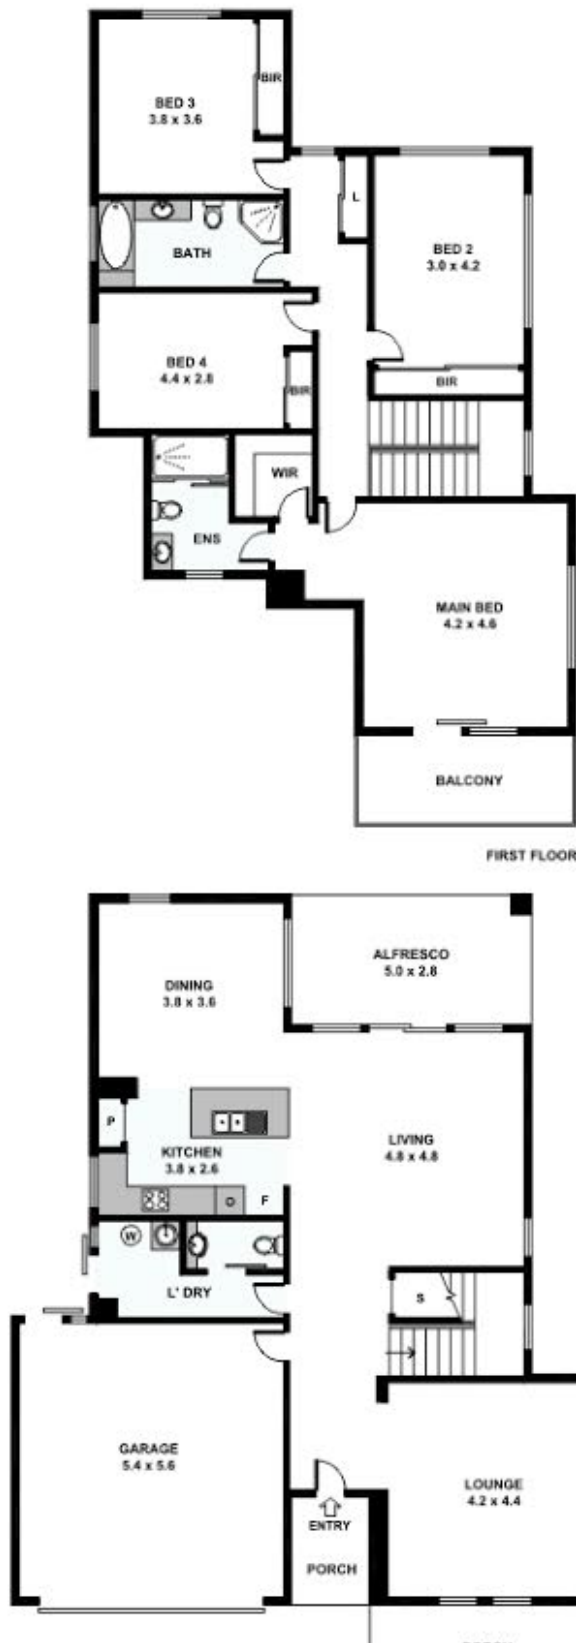 BIR
BED 3
3.8 x 3.6
L
BATH
BED 2
3.0 x 4.2
BED 4
4.4 x 2.8
BIR
BIR
WIR
ENS
MAIN BED
4.2 x 4.6
BALCONY
FIRST FLOOR
ALFRESCO
5.0 x 2.8
DINING
3.8 x 3.6
P
KITCHEN
3.8 x 2.6
LIVING
4.8 x 4.8
O
F
W
L' DRY
S
GARAGE
5.4 x 5.6
LOUNGE
4.2 x 4.4
ENTRY
PORCH